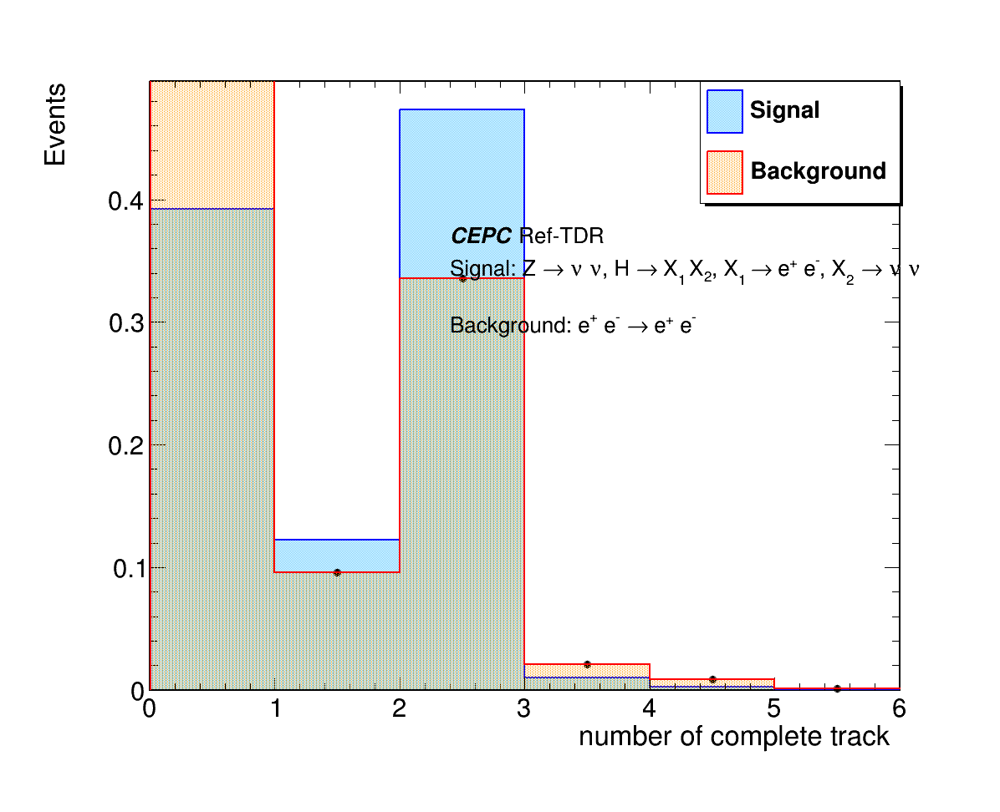 Events
Signal
Background
CEPC Ref-TDR
Signal: Z → ν ν, H → X₁ X₂, X₁ → e⁺ e⁻, X₂ → ν ν
Background: e⁺ e⁻ → e⁺ e⁻
0.4
0.3
0.2
0.1
0
0 1 2 3 4 5 6
number of complete track